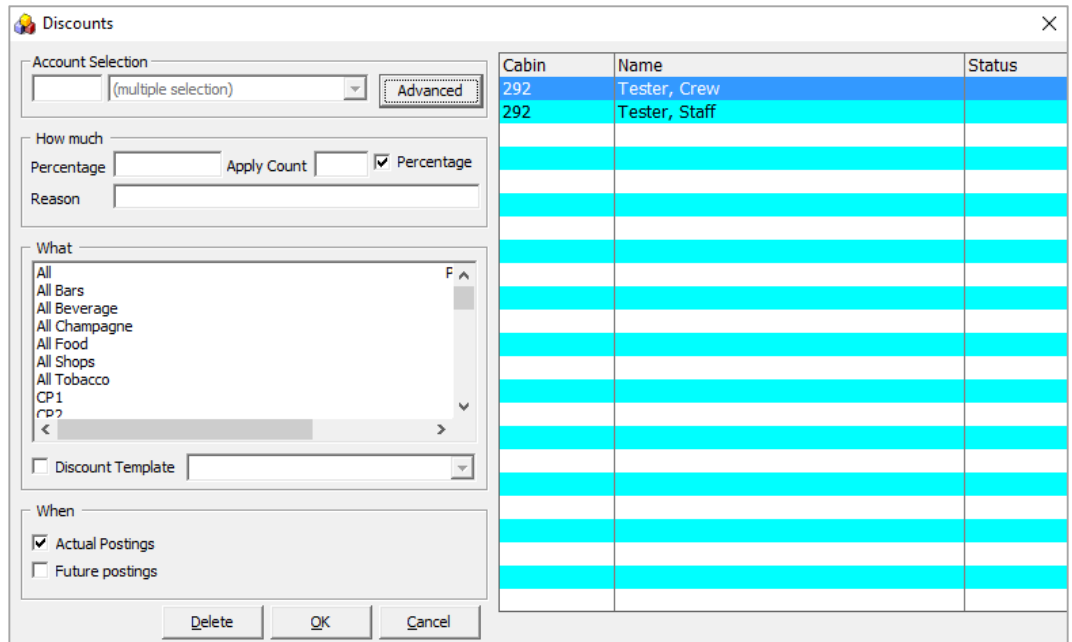 Discounts
Account Selection
(multiple selection)
Advanced
How much
Percentage
Apply Count
Percentage
Reason
What
All P
All Bars
All Beverage
All Champagne
All Food
All Shops
All Tobacco
CP1
CP2
Discount Template
When
Actual Postings
Future postings
Delete
OK
Cancel
Cabin Name Status
292 Tester, Crew
292 Tester, Staff